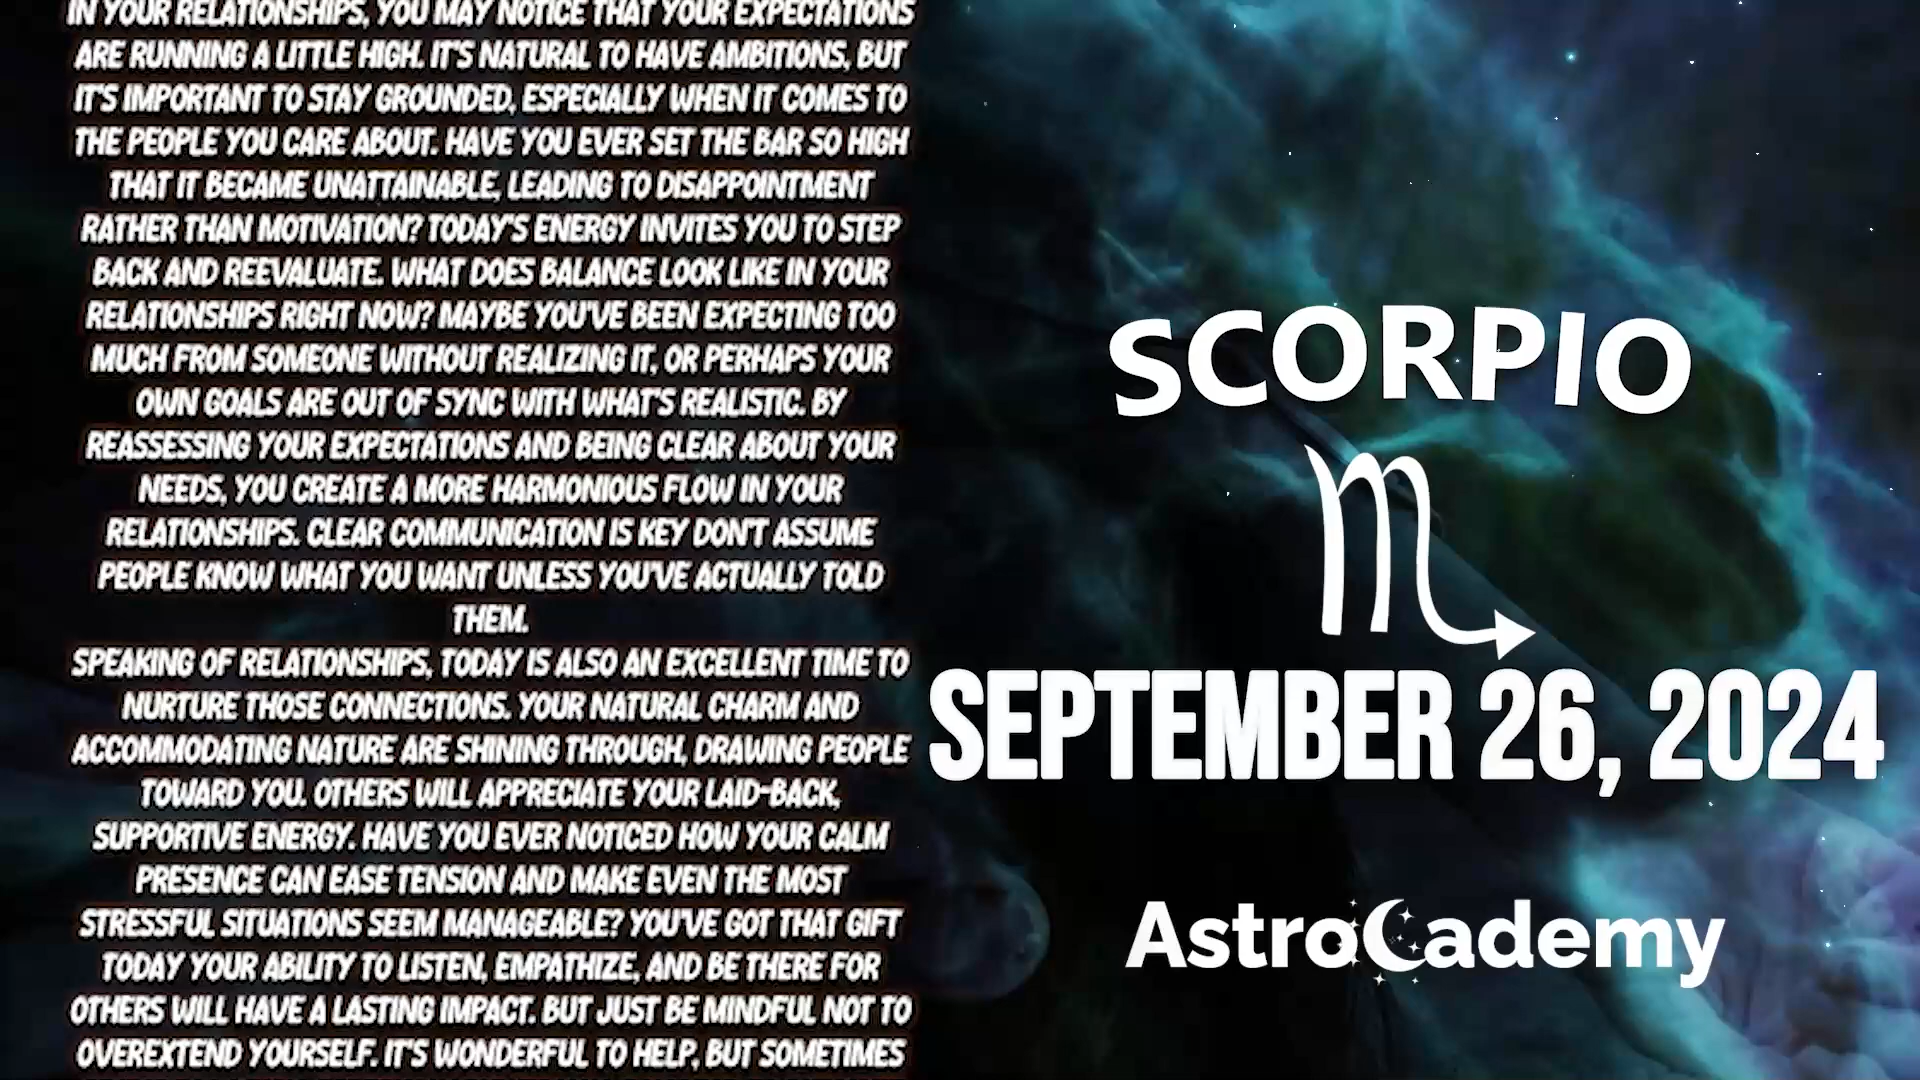 IN YOUR RELATIONSHIPS, YOU MAY NOTICE THAT YOUR EXPECTATIONS
ARE RUNNING A LITTLE HIGH. IT'S NATURAL TO HAVE AMBITIONS, BUT
IT'S IMPORTANT TO STAY GROUNDED, ESPECIALLY WHEN IT COMES TO
THE PEOPLE YOU CARE ABOUT. HAVE YOU EVER SET THE BAR SO HIGH
THAT IT BECAME UNATTAINABLE, LEADING TO DISAPPOINTMENT
RATHER THAN MOTIVATION? TODAY'S ENERGY INVITES YOU TO STEP
BACK AND REEVALUATE. WHAT DOES BALANCE LOOK LIKE IN YOUR
RELATIONSHIPS RIGHT NOW? MAYBE YOU'VE BEEN EXPECTING TOO
MUCH FROM SOMEONE WITHOUT REALIZING IT, OR PERHAPS YOUR
OWN GOALS ARE OUT OF SYNC WITH WHAT'S REALISTIC. BY
REASSESSING YOUR EXPECTATIONS AND BEING CLEAR ABOUT YOUR
NEEDS, YOU CREATE A MORE HARMONIOUS FLOW IN YOUR
RELATIONSHIPS. CLEAR COMMUNICATION IS KEY DON'T ASSUME
PEOPLE KNOW WHAT YOU WANT UNLESS YOU'VE ACTUALLY TOLD
THEM.
SPEAKING OF RELATIONSHIPS, TODAY IS ALSO AN EXCELLENT TIME TO
NURTURE THOSE CONNECTIONS. YOUR NATURAL CHARM AND
ACCOMMODATING NATURE ARE SHINING THROUGH, DRAWING PEOPLE
TOWARD YOU. OTHERS WILL APPRECIATE YOUR LAID-BACK,
SUPPORTIVE ENERGY. HAVE YOU EVER NOTICED HOW YOUR CALM
PRESENCE CAN EASE TENSION AND MAKE EVEN THE MOST
STRESSFUL SITUATIONS SEEM MANAGEABLE? YOU'VE GOT THAT GIFT
TODAY YOUR ABILITY TO LISTEN, EMPATHIZE, AND BE THERE FOR
OTHERS WILL HAVE A LASTING IMPACT. BUT JUST BE MINDFUL NOT TO
OVEREXTEND YOURSELF. IT'S WONDERFUL TO HELP, BUT SOMETIMES
SCORPIO
SEPTEMBER 26, 2024
AstroCademy